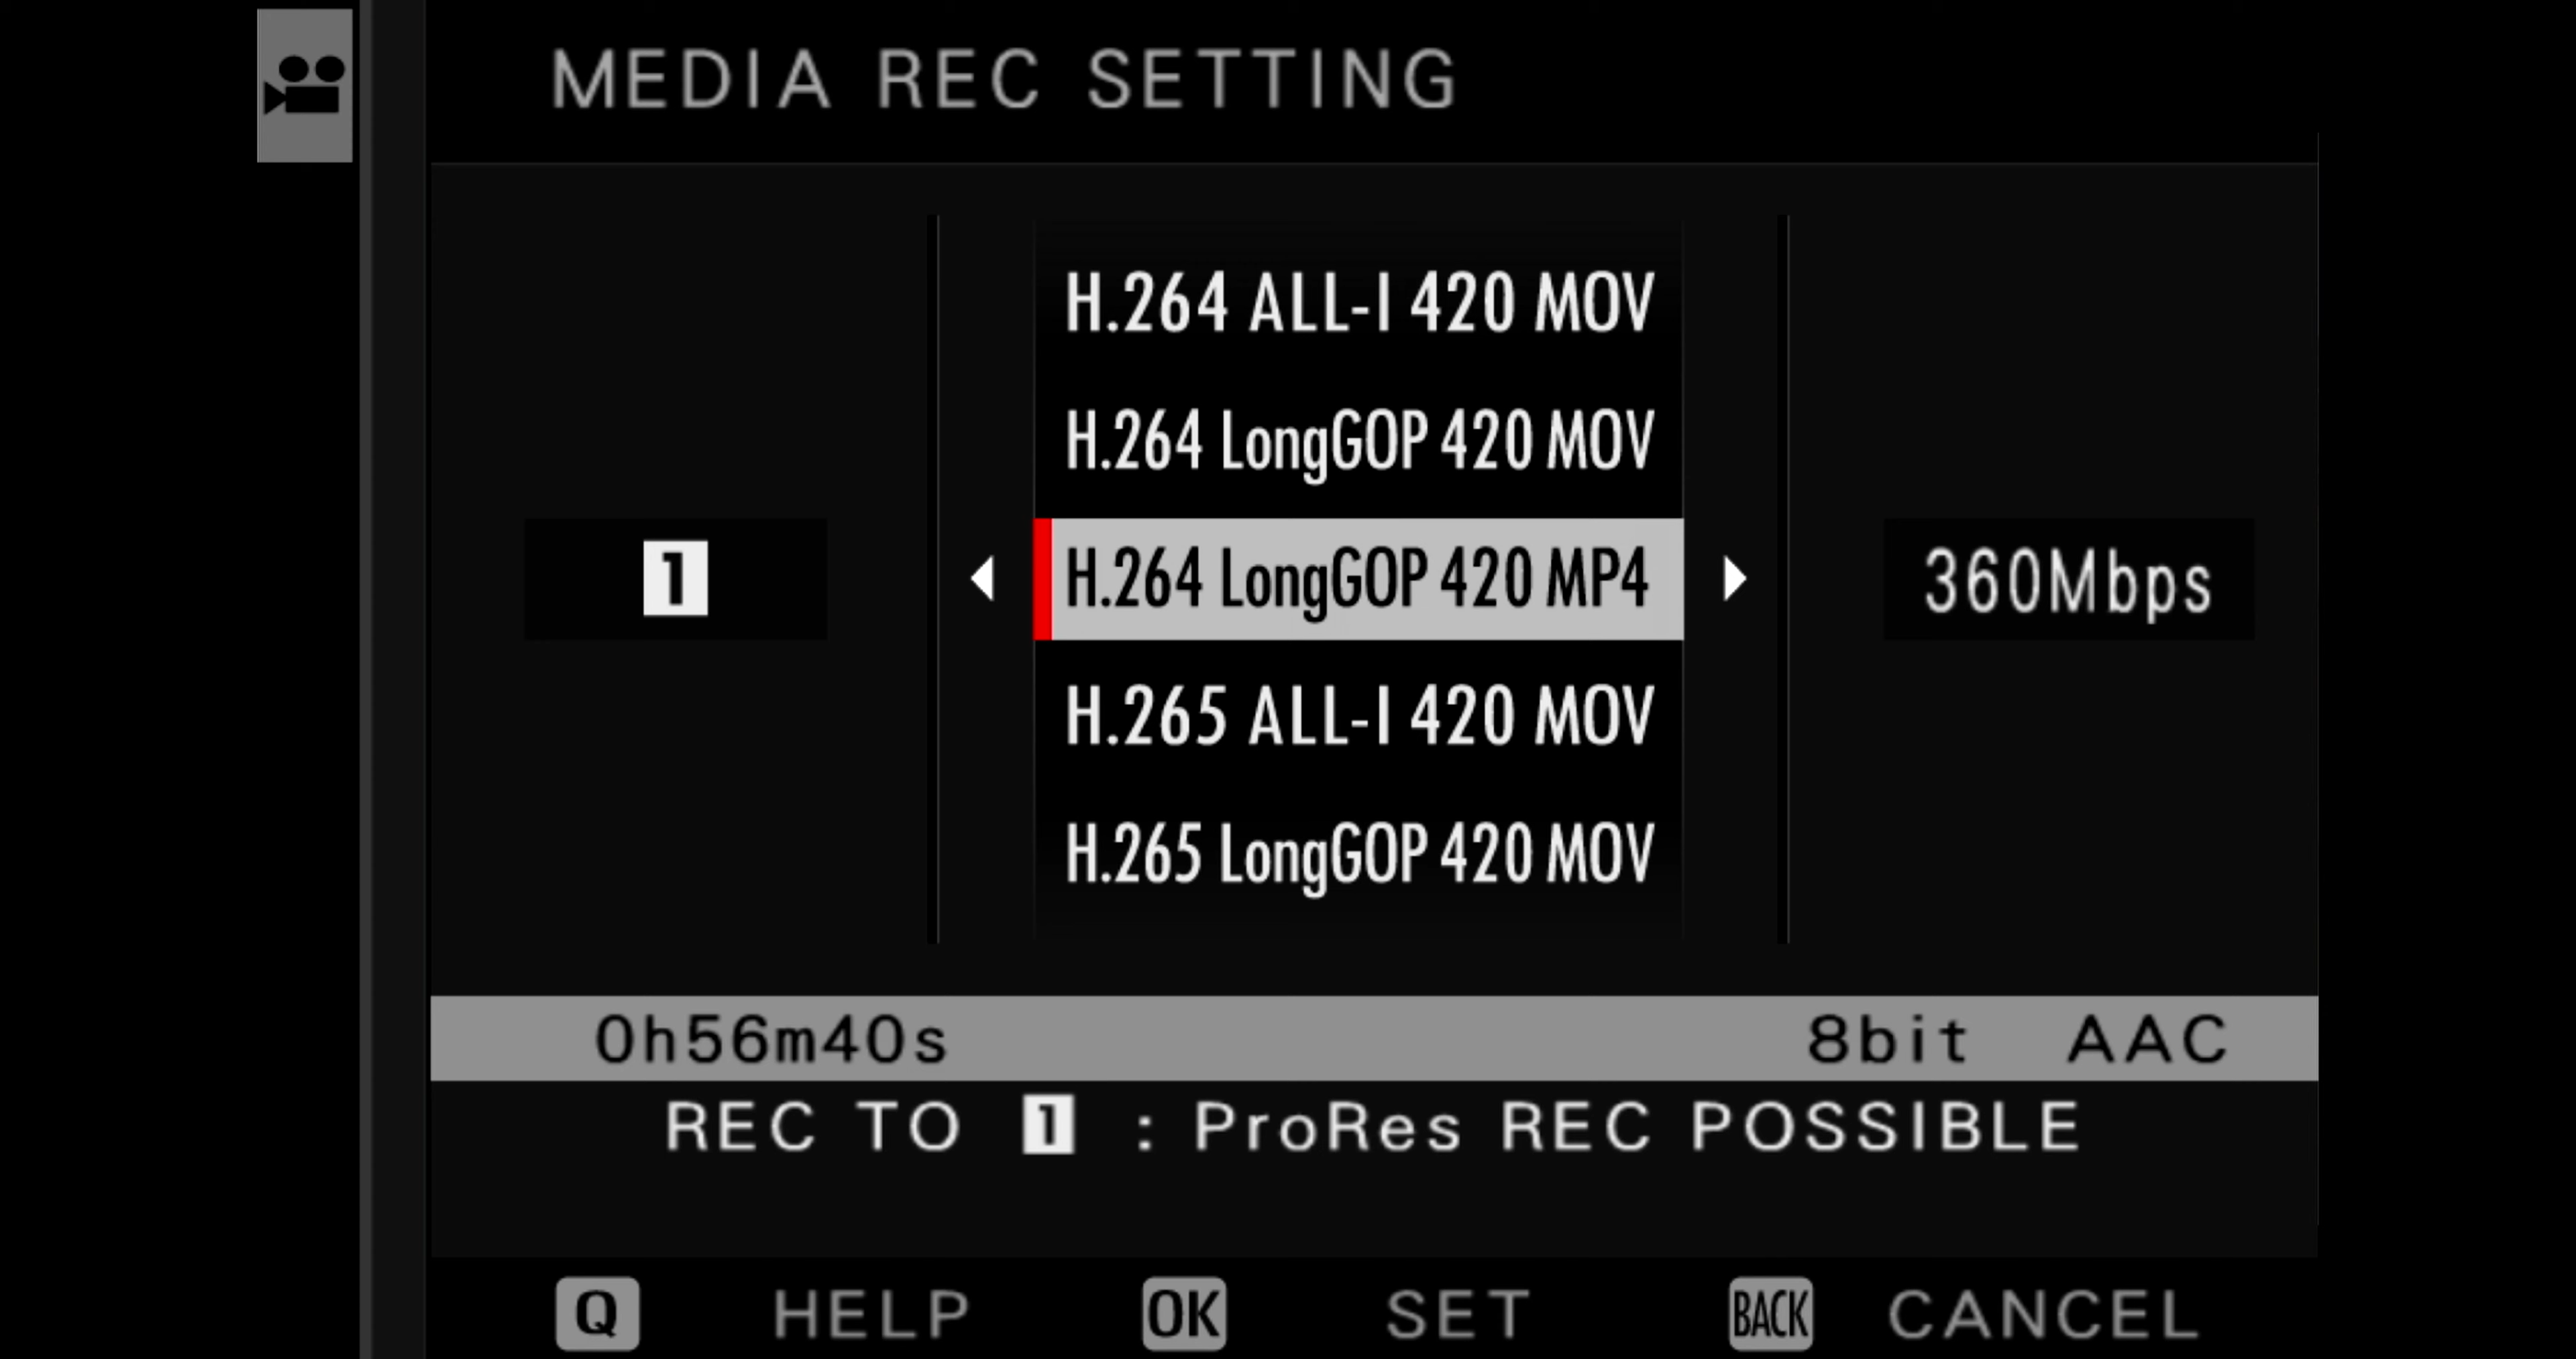 MEDIA REC SETTING
H.264 ALL-I 420 MOV
H.264 LongGOP 420 MOV
1 H.264 LongGOP 420 MP4 360Mbps
H.265 ALL-I 420 MOV
H.265 LongGOP 420 MOV
0h56m40s 8bit AAC
REC TO 1 : ProRes REC POSSIBLE
Q HELP OK SET BACK CANCEL